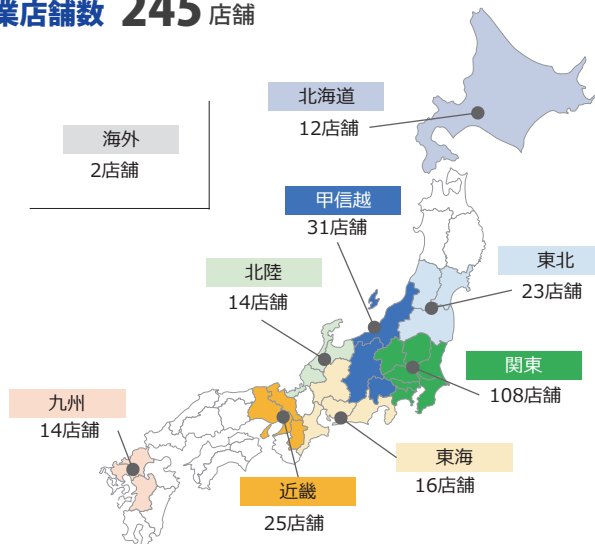 業店舗数 245店舗
北海道
12店舗
海外
2店舗
甲信越
31店舗
東北
23店舗
北陸
14店舗
関東
108店舗
九州
14店舗
東海
16店舗
近畿
25店舗